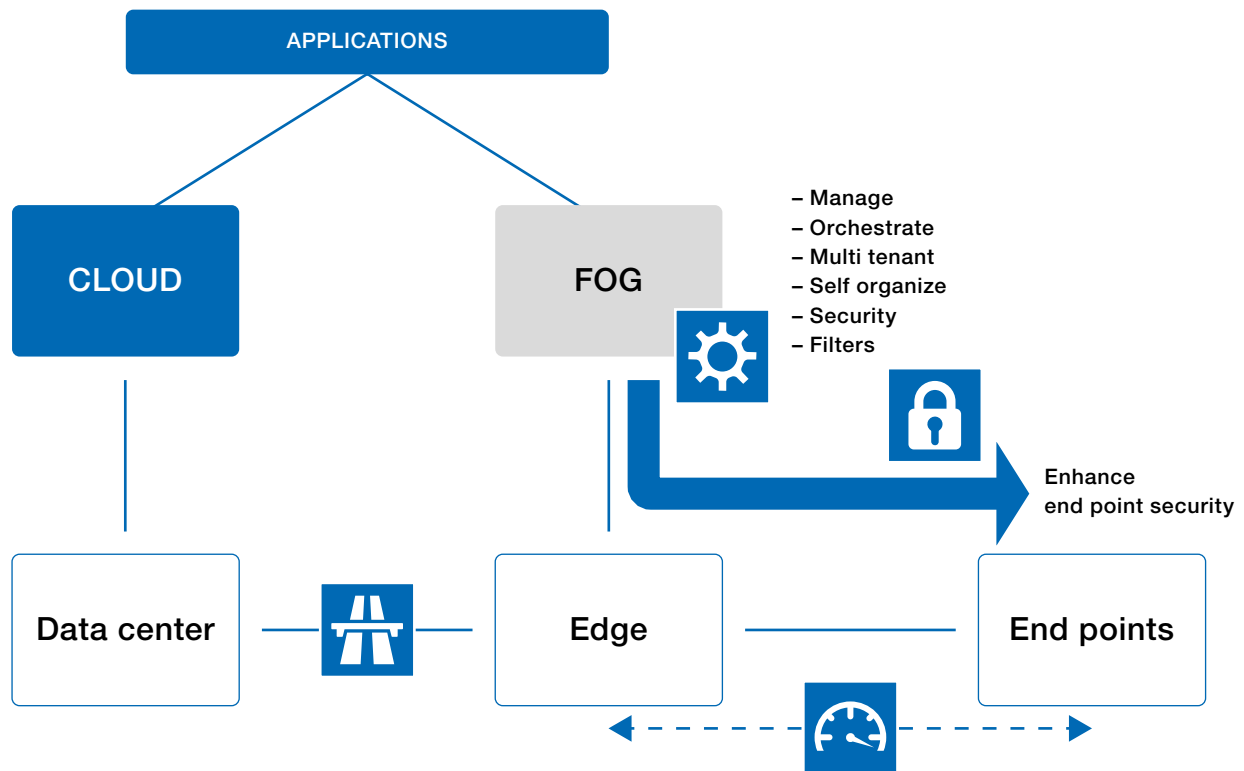 APPLICATIONS
CLOUD
FOG
– Manage
– Orchestrate
– Multi tenant
– Self organize
– Security
– Filters
Enhance
end point security
Data center
Edge
End points